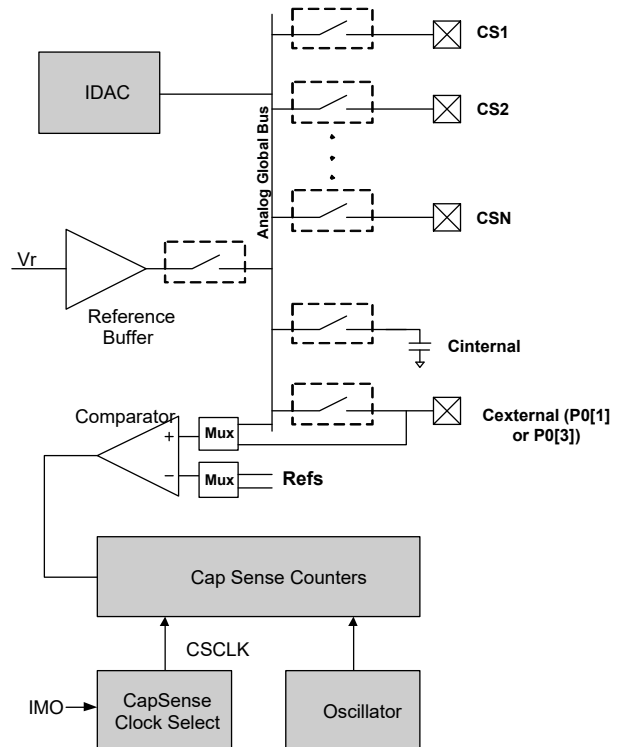 CS1
IDAC
CS2
Analog Global Bus
CSN
Vr
Reference
Buffer
Cinternal
Comparator
+
Mux
Cexternal (P0[1]
or P0[3])
−
Mux
Refs
Cap Sense Counters
CSCLK
IMO
CapSense
Clock Select
Oscillator